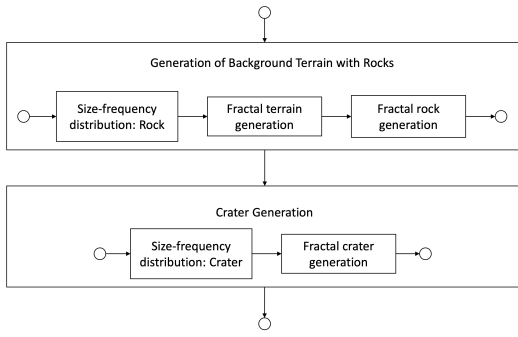 Generation of Background Terrain with Rocks
Size-frequency
distribution: Rock
Fractal terrain
generation
Fractal rock
generation
Crater Generation
Size-frequency
distribution: Crater
Fractal crater
generation